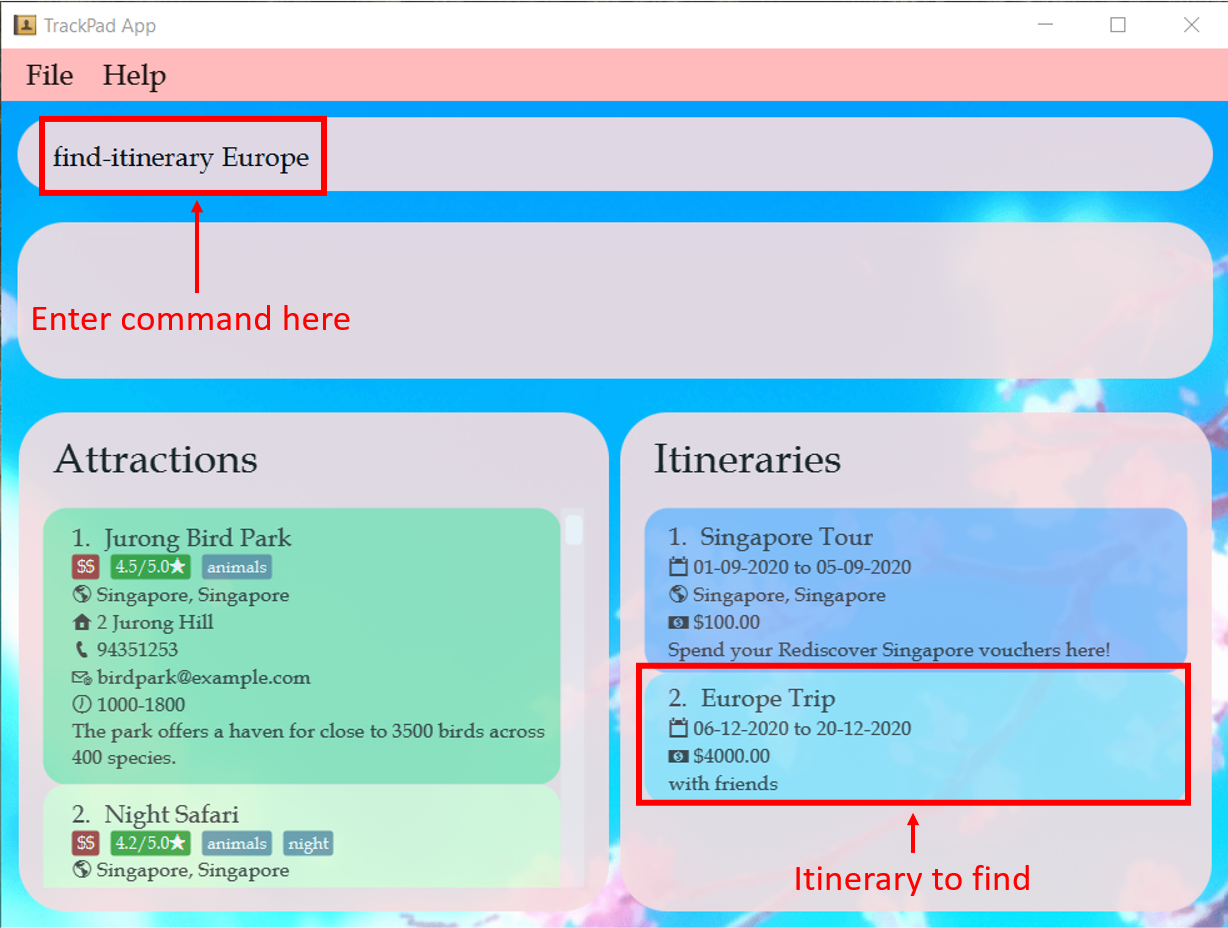 TrackPad App
File Help
find-itinerary Europe
Enter command here
Attractions
1. Jurong Bird Park
$$ 4.5/5.0★ animals
Singapore, Singapore
2 Jurong Hill
94351253
birdpark@example.com
1000-1800
The park offers a haven for close to 3500 birds across
400 species.
2. Night Safari
$$ 4.2/5.0★ animals night
Singapore, Singapore
Itineraries
1. Singapore Tour
01-09-2020 to 05-09-2020
Singapore, Singapore
$100.00
Spend your Rediscover Singapore vouchers here!
2. Europe Trip
06-12-2020 to 20-12-2020
$4000.00
with friends
Itinerary to find